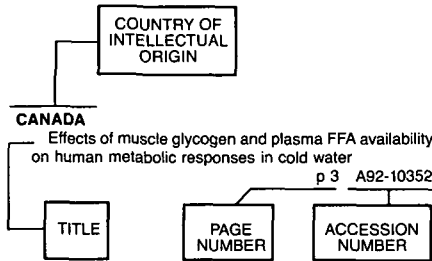 COUNTRY OF
INTELLECTUAL
ORIGIN
CANADA
Effects of muscle glycogen and plasma FFA availability
on human metabolic responses in cold water
p 3 A92-10352
TITLE
PAGE
NUMBER
ACCESSION
NUMBER